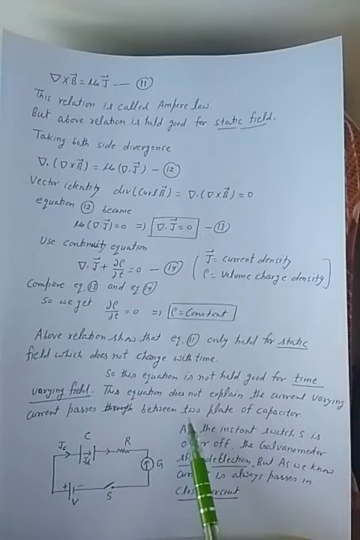 ∇×B⃗ = μ₀J⃗ —— (11)
This relation is called Ampere law.
But above relation is held good for static field.
Taking both side divergence
∇.(∇×B⃗) = μ₀(∇.J⃗) — (12)
Vector identity div(curl B⃗) = ∇.(∇×B⃗) = 0
equation (12) became
μ₀(∇.J⃗) = 0 ⇒ ∇.J⃗ = 0 — (13)
Use continuity equation
∇.J⃗ + ∂ρ/∂t = 0 — (14) (J⃗ = current density
ρ = Volume charge density)
Compare eq (13) and eq (14)
So we get ∂ρ/∂t = 0 ⇒ ρ = Constant
Above relation show that eq. (11) only held for static
field which does not change with time.
So this equation is not held good for time
varying field. This equation does not explain, the current varying
current passes through between two plate of capacitor
At the instant switch S is
off, the Galvanometer
deflection. But As we know
is always passes in
circuit
C
R
G
S
V
+ -